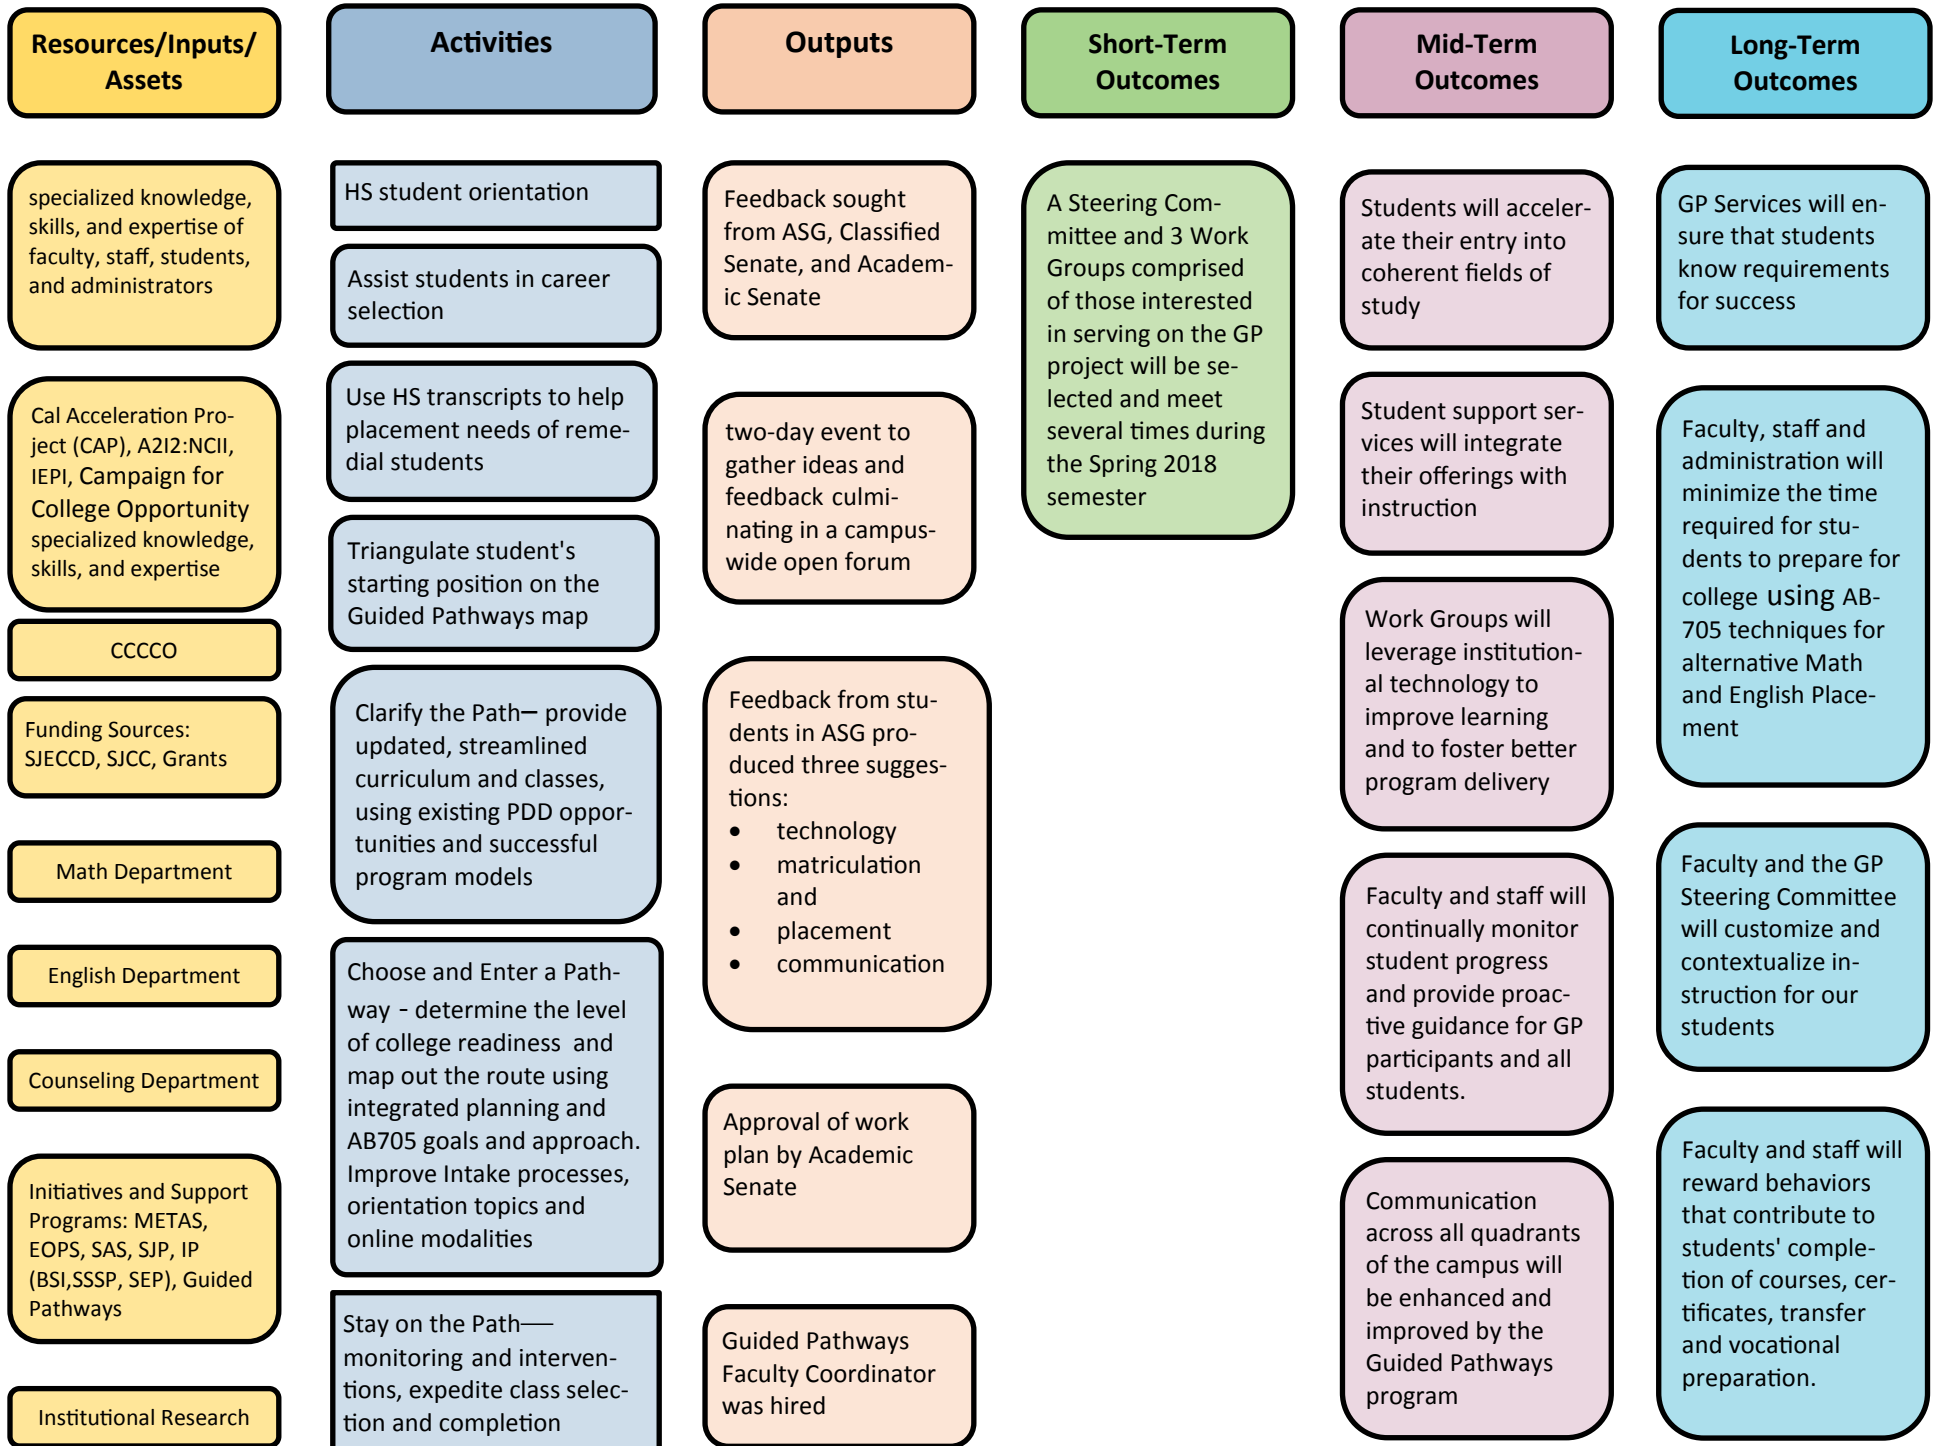 Resources/Inputs/
Assets
specialized knowledge,
skills, and expertise of
faculty, staff, students,
and administrators
Cal Acceleration Pro-
ject (CAP), A2I2:NCII,
IEPI, Campaign for
College Opportunity
specialized knowledge,
skills, and expertise
CCCCO
Funding Sources:
SJECCD, SJCC, Grants
Math Department
English Department
Counseling Department
Initiatives and Support
Programs: METAS,
EOPS, SAS, SJP, IP
(BSI,SSSP, SEP), Guided
Pathways
Institutional Research
Activities
HS student orientation
Assist students in career
selection
Use HS transcripts to help
placement needs of reme-
dial students
Triangulate student's
starting position on the
Guided Pathways map
Clarify the Path– provide
updated, streamlined
curriculum and classes,
using existing PDD oppor-
tunities and successful
program models
Choose and Enter a Path-
way - determine the level
of college readiness and
map out the route using
integrated planning and
AB705 goals and approach.
Improve Intake processes,
orientation topics and
online modalities
Stay on the Path—
monitoring and interven-
tions, expedite class selec-
tion and completion
Outputs
Feedback sought
from ASG, Classified
Senate, and Academ-
ic Senate
two-day event to
gather ideas and
feedback culmi-
nating in a campus-
wide open forum
Feedback from stu-
dents in ASG pro-
duced three sugges-
tions:
• technology
• matriculation
and
• placement
• communication
Approval of work
plan by Academic
Senate
Guided Pathways
Faculty Coordinator
was hired
Short-Term
Outcomes
A Steering Com-
mittee and 3 Work
Groups comprised
of those interested
in serving on the GP
project will be se-
lected and meet
several times during
the Spring 2018
semester
Mid-Term
Outcomes
Students will acceler-
ate their entry into
coherent fields of
study
Student support ser-
vices will integrate
their offerings with
instruction
Work Groups will
leverage institution-
al technology to
improve learning
and to foster better
program delivery
Faculty and staff will
continually monitor
student progress
and provide proac-
tive guidance for GP
participants and all
students.
Communication
across all quadrants
of the campus will
be enhanced and
improved by the
Guided Pathways
program
Long-Term
Outcomes
GP Services will en-
sure that students
know requirements
for success
Faculty, staff and
administration will
minimize the time
required for stu-
dents to prepare for
college using AB-
705 techniques for
alternative Math
and English Place-
ment
Faculty and the GP
Steering Committee
will customize and
contextualize in-
struction for our
students
Faculty and staff will
reward behaviors
that contribute to
students' comple-
tion of courses, cer-
tificates, transfer
and vocational
preparation.